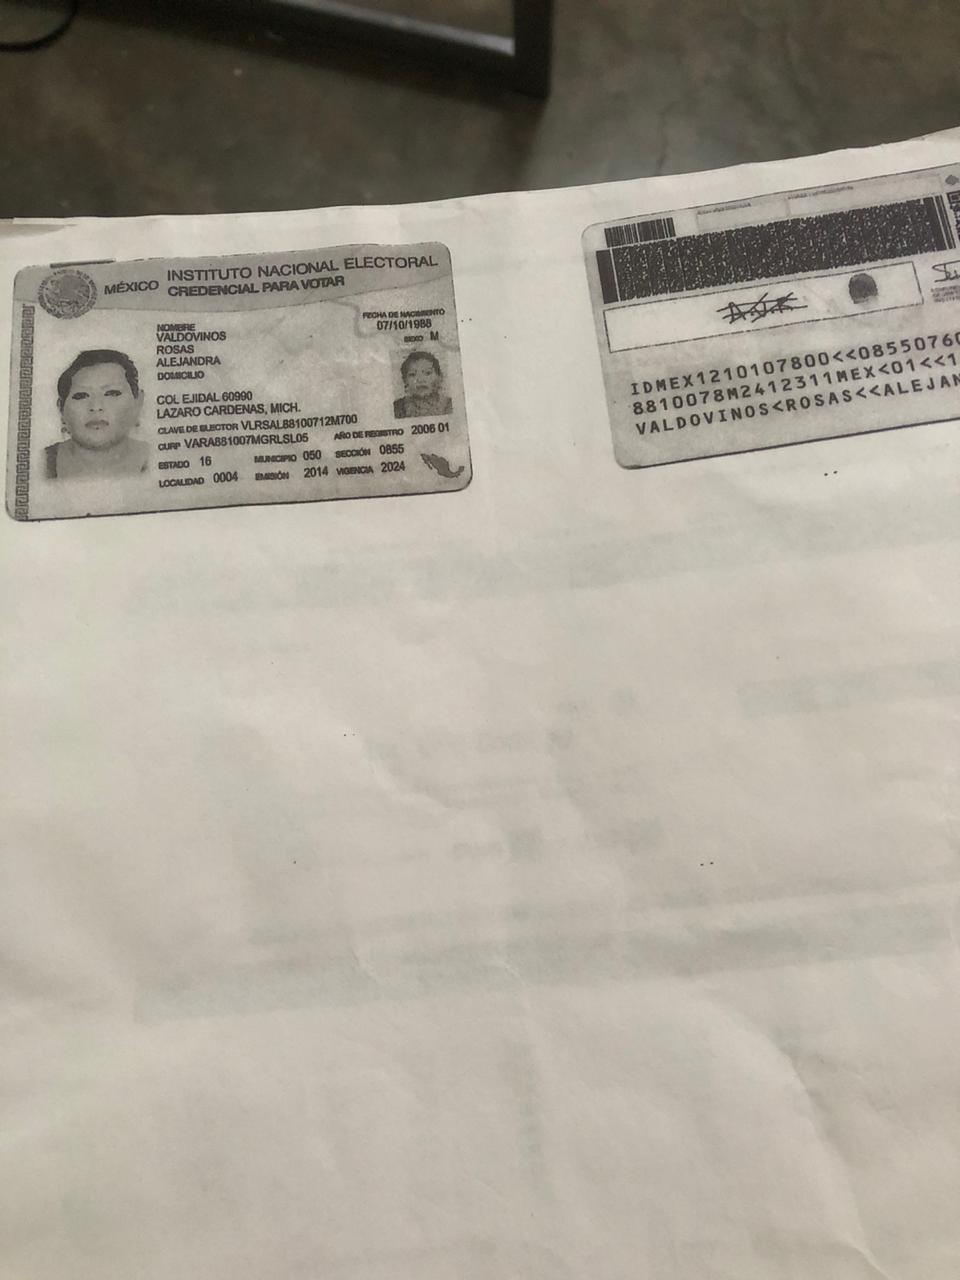 MÉXICO INSTITUTO NACIONAL ELECTORAL
CREDENCIAL PARA VOTAR
NOMBRE
VALDOVINOS
ROSAS
ALEJANDRA
DOMICILIO
FECHA DE NACIMIENTO
07/10/1988
SEXO M
COL EJIDAL 60990
LAZARO CARDENAS, MICH.
CLAVE DE ELECTOR VLRSAL88100712M700
CURP VARA881007MGRLSL05 AÑO DE REGISTRO 2006 01
ESTADO 16 MUNICIPIO 050 SECCIÓN 0855
LOCALIDAD 0004 EMISIÓN 2014 VIGENCIA 2024
IDMEX1210107800<<0855076
8810078M2412311MEX<01<<1
VALDOVINOS<ROSAS<<ALEJAN